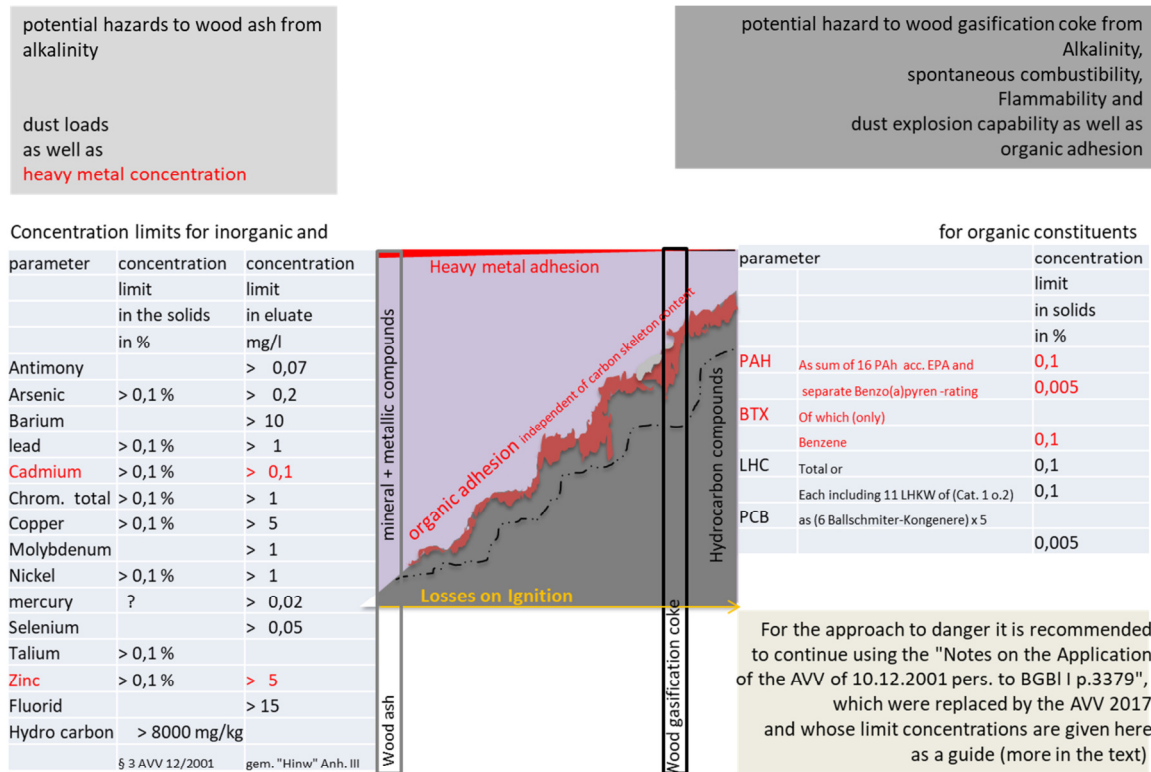 potential hazards to wood ash from
alkalinity
dust loads
as well as
heavy metal concentration
potential hazard to wood gasification coke from
Alkalinity,
spontaneous combustibility,
Flammability and
dust explosion capability as well as
organic adhesion
Concentration limits for inorganic and
parameter concentration concentration
limit limit
in the solids in eluate
in % mg/l
Antimony > 0,07
Arsenic > 0,1 % > 0,2
Barium > 10
lead > 0,1 % > 1
Cadmium > 0,1 % > 0,1
Chrom. total > 0,1 % > 1
Copper > 0,1 % > 5
Molybdenum > 1
Nickel > 0,1 % > 1
mercury ? > 0,02
Selenium > 0,05
Talium > 0,1 %
Zinc > 0,1 % > 5
Fluorid > 15
Hydro carbon > 8000 mg/kg
§ 3 AVV 12/2001 gem. "Hinw" Anh. III
Heavy metal adhesion
mineral + metallic compounds
organic adhesion independent of carbon skeleton content
Hydrocarbon compounds
Losses on Ignition
Wood ash
Wood gasification coke
for organic constituents
parameter concentration
limit
in solids
in %
PAH As sum of 16 PAh acc. EPA and 0,1
separate Benzo(a)pyren -rating 0,005
BTX Of which (only)
Benzene 0,1
LHC Total or 0,1
Each including 11 LHKW of (Cat. 1 o.2) 0,1
PCB as (6 Ballschmiter-Kongenere) x 5
0,005
For the approach to danger it is recommended
to continue using the "Notes on the Application
of the AVV of 10.12.2001 pers. to BGBl I p.3379",
which were replaced by the AVV 2017
and whose limit concentrations are given here
as a guide (more in the text)